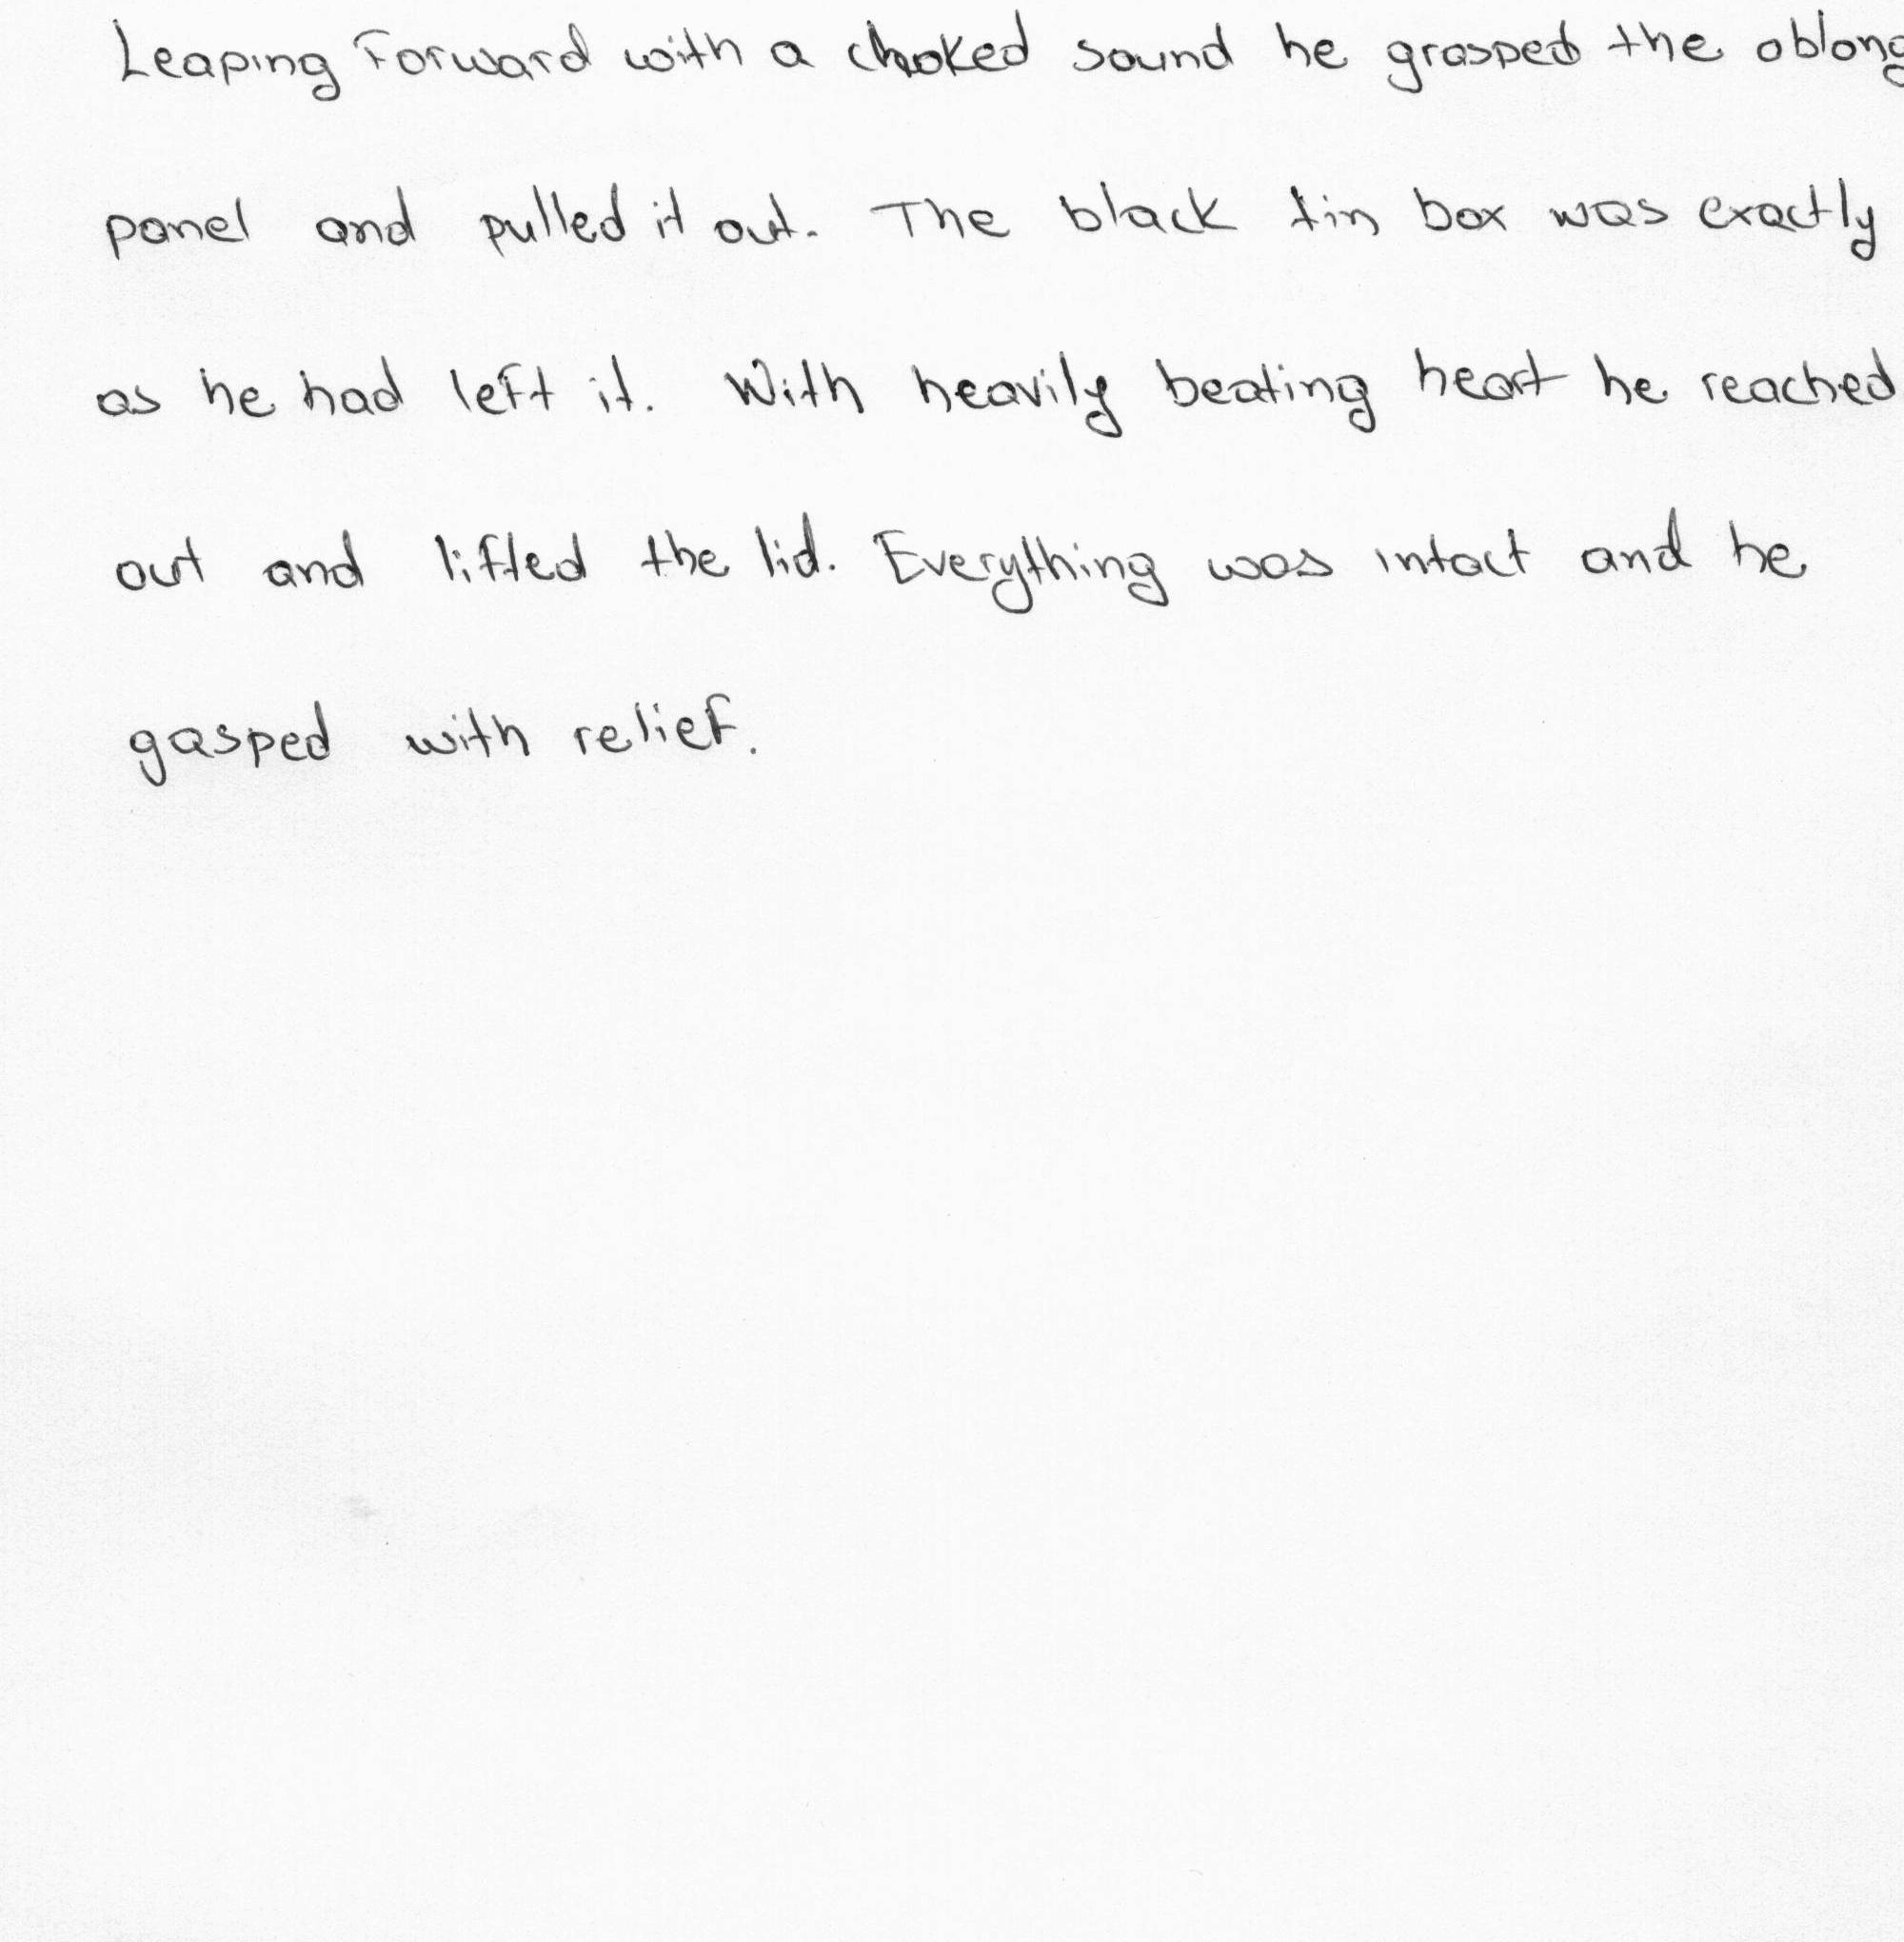 Leaping Forward with a choked sound he grasped the oblong
panel and pulled it out. The black tin box was exactly
as he had left it. With heavily beating heart he reached
out and lifted the lid. Everything was intact and he
gasped with relief.